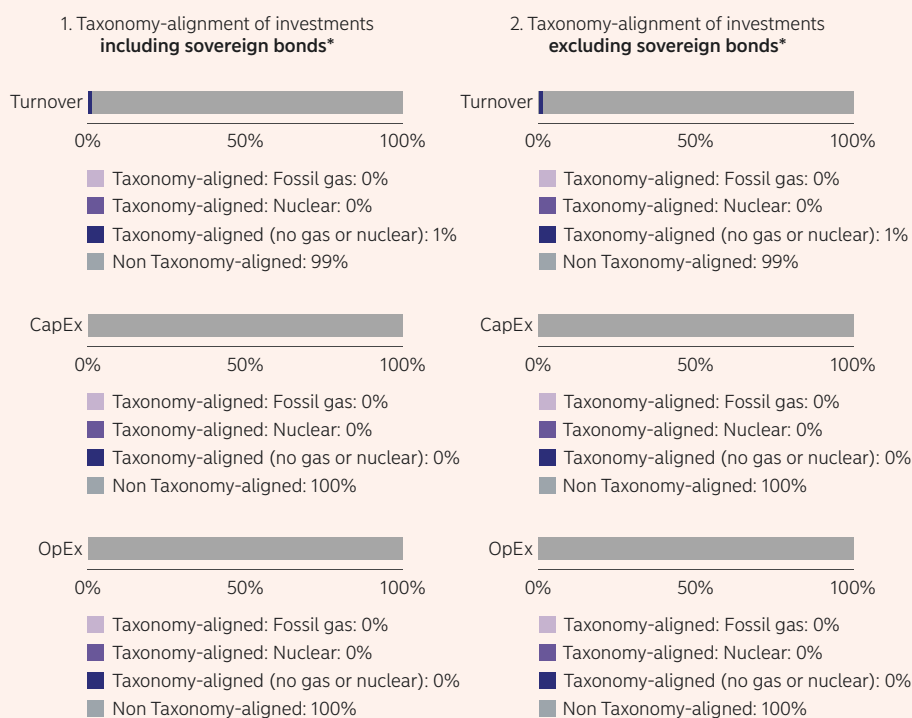 1. Taxonomy-alignment of investments
including sovereign bonds*
Turnover
0% 50% 100%
Taxonomy-aligned: Fossil gas: 0%
Taxonomy-aligned: Nuclear: 0%
Taxonomy-aligned (no gas or nuclear): 1%
Non Taxonomy-aligned: 99%
CapEx
0% 50% 100%
Taxonomy-aligned: Fossil gas: 0%
Taxonomy-aligned: Nuclear: 0%
Taxonomy-aligned (no gas or nuclear): 0%
Non Taxonomy-aligned: 100%
OpEx
0% 50% 100%
Taxonomy-aligned: Fossil gas: 0%
Taxonomy-aligned: Nuclear: 0%
Taxonomy-aligned (no gas or nuclear): 0%
Non Taxonomy-aligned: 100%
2. Taxonomy-alignment of investments
excluding sovereign bonds*
Turnover
0% 50% 100%
Taxonomy-aligned: Fossil gas: 0%
Taxonomy-aligned: Nuclear: 0%
Taxonomy-aligned (no gas or nuclear): 1%
Non Taxonomy-aligned: 99%
CapEx
0% 50% 100%
Taxonomy-aligned: Fossil gas: 0%
Taxonomy-aligned: Nuclear: 0%
Taxonomy-aligned (no gas or nuclear): 0%
Non Taxonomy-aligned: 100%
OpEx
0% 50% 100%
Taxonomy-aligned: Fossil gas: 0%
Taxonomy-aligned: Nuclear: 0%
Taxonomy-aligned (no gas or nuclear): 0%
Non Taxonomy-aligned: 100%